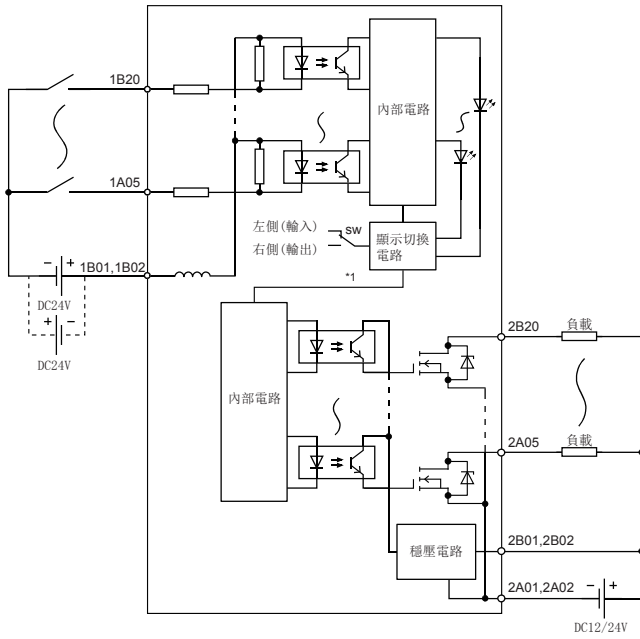 1B20
內部電路
1A05
左側(輸入)
SW
右側(輸出)
顯示切換
電路
*1
− +
1B01,1B02
DC24V
+ −
DC24V
2B20
負載
內部電路
2A05
負載
穩壓電路
2B01,2B02
2A01,2A02
− +
DC12/24V